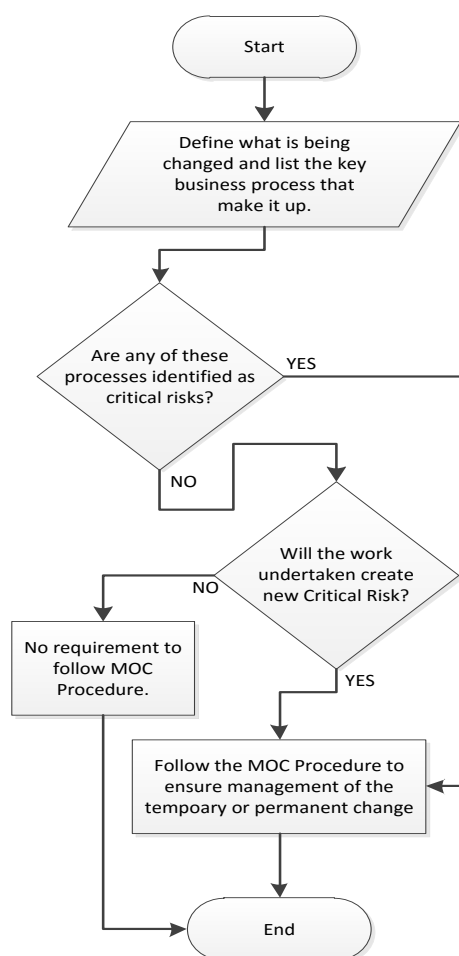 Start
Define what is being
changed and list the key
business process that
make it up.
Are any of these
processes identified as
critical risks?
YES
NO
Will the work
undertaken create
new Critical Risk?
NO
YES
No requirement to
follow MOC
Procedure.
Follow the MOC Procedure to
ensure management of the
tempoary or permanent change
End